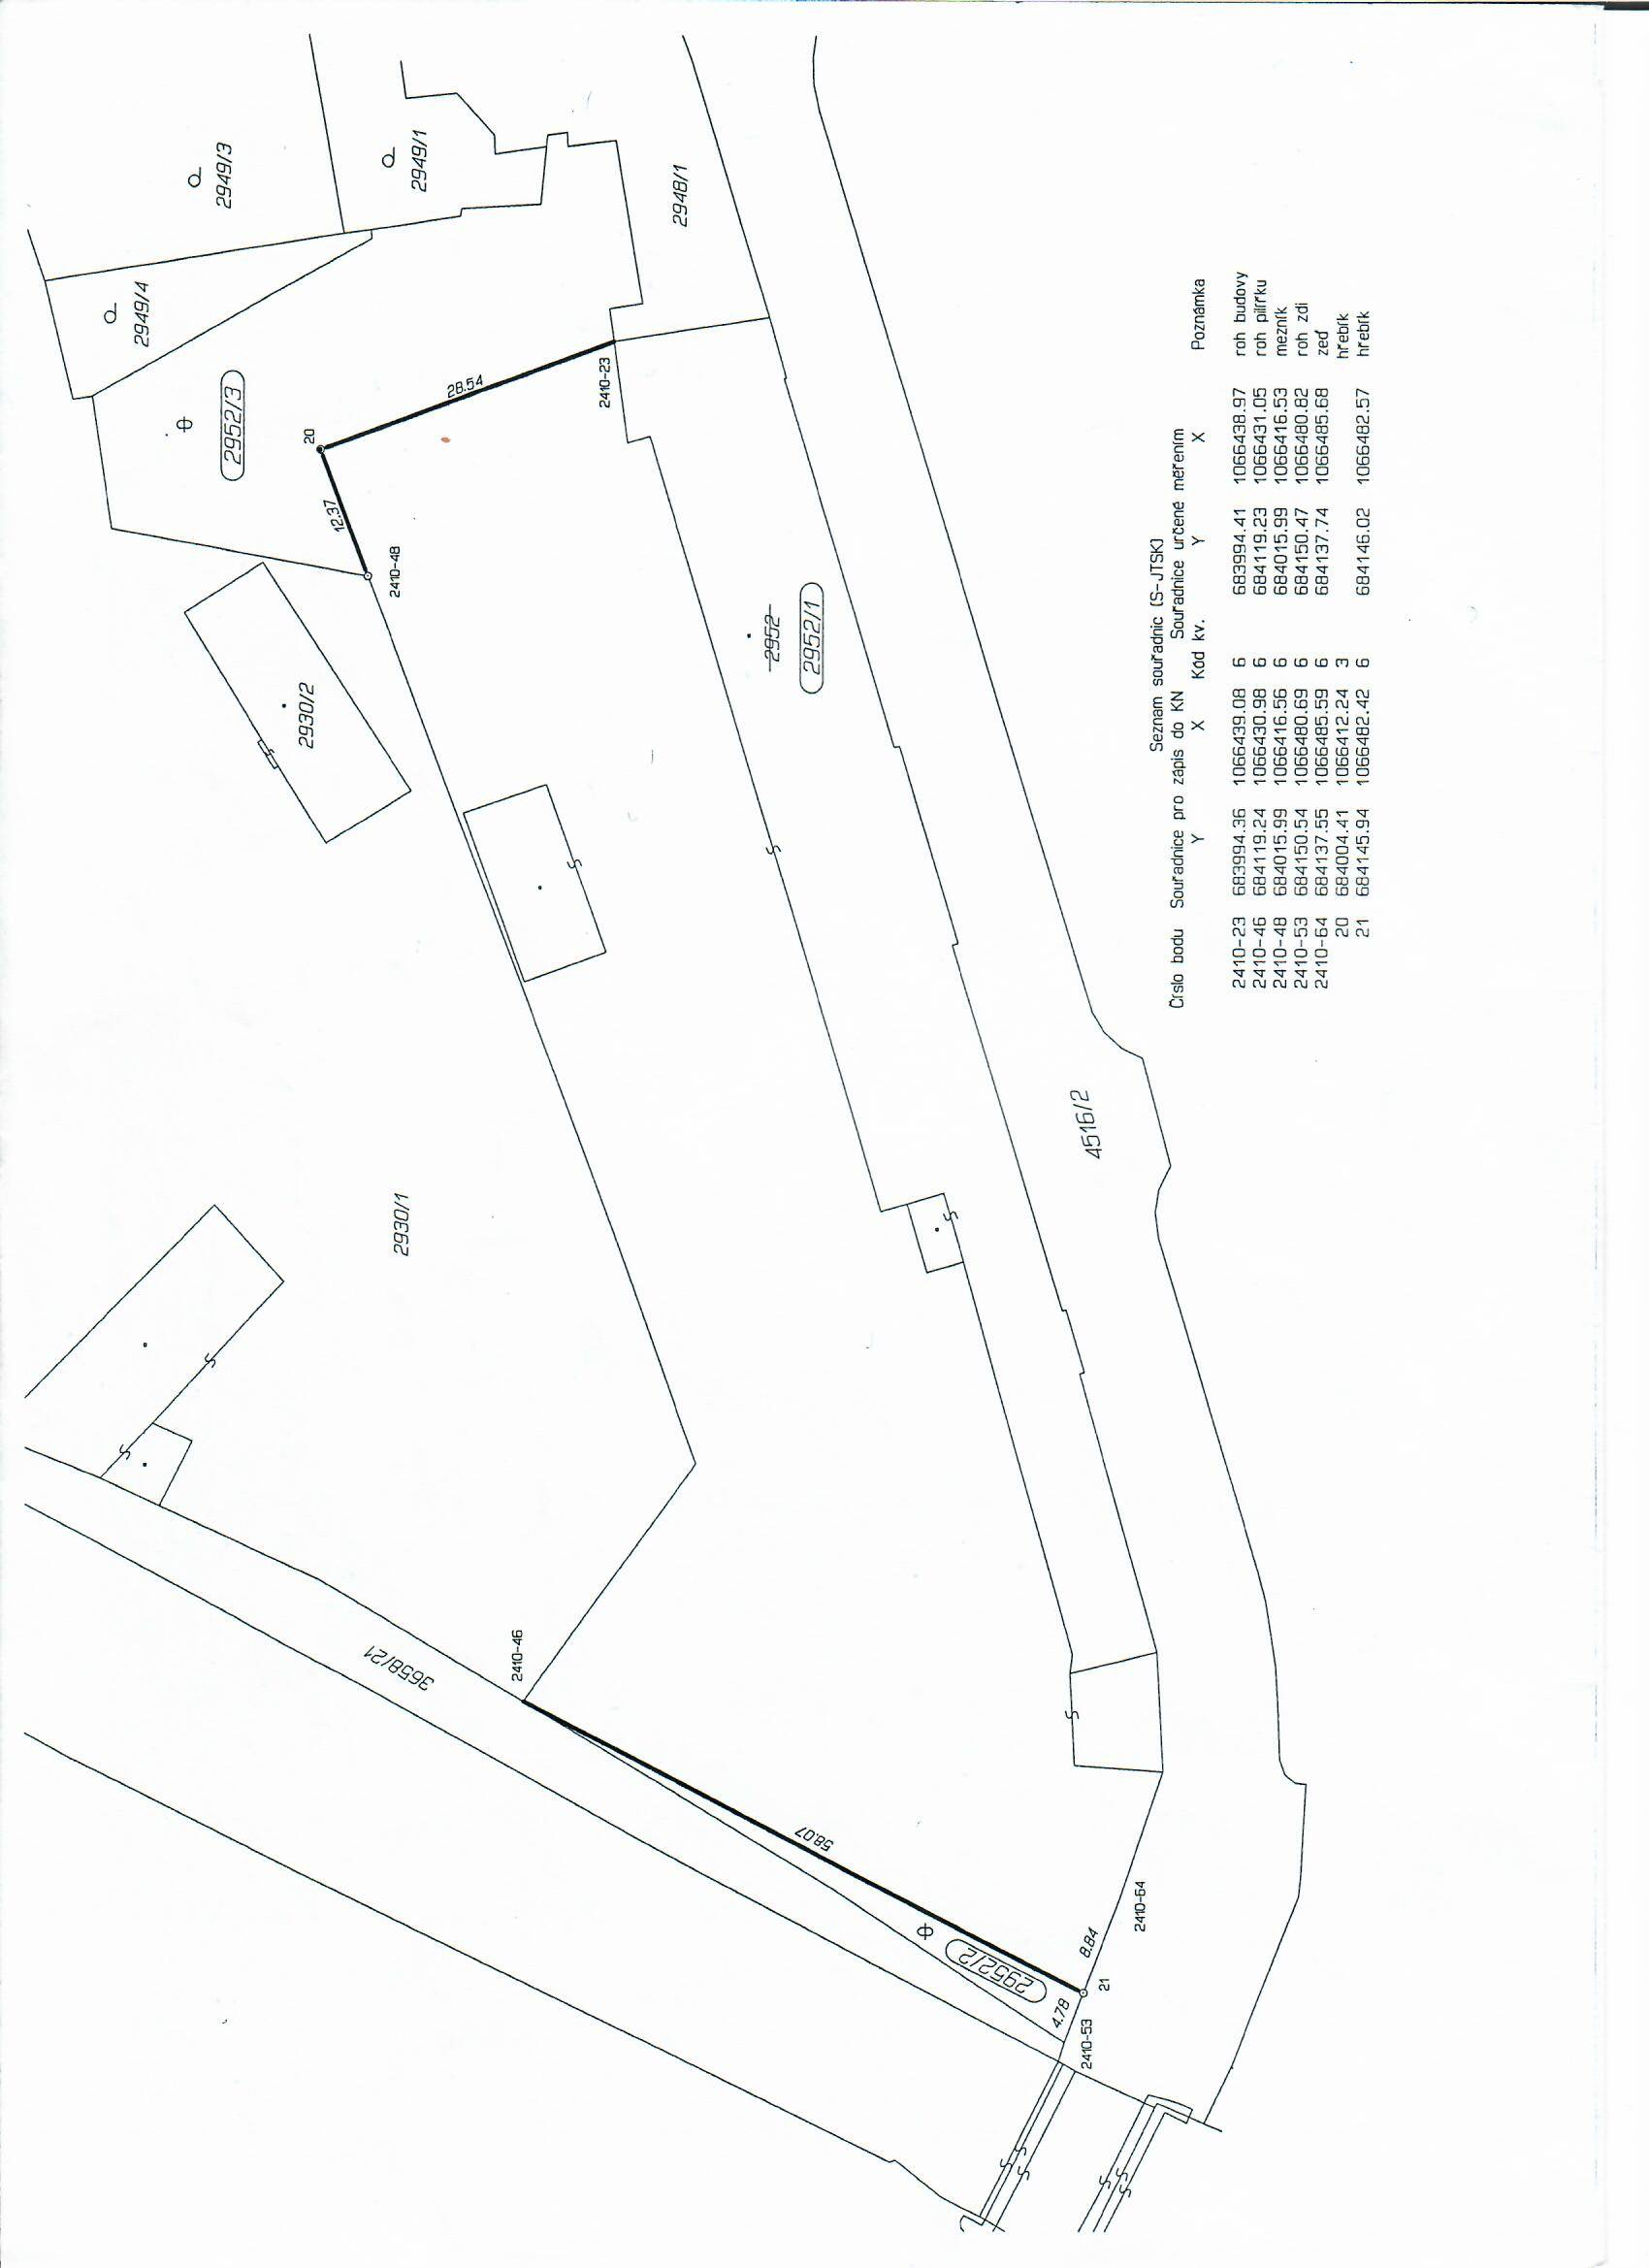 2949/3
2949/1
2949/4
2948/1
2952/3
20
28.54
2410-23
12.37
2410-48
2930/2
2952
2952/1
2930/1
4516/2
3658/21
2410-46
58.07
2952/2
8.84
2410-64
21
4.78
2410-53
Seznam souřadnic (S-JTSK)
Číslo bodu Souřadnice pro zápis do KN Souřadnice určené měřením
Y X Kód kv. Y X Poznámka
2410-23 683994.36 1066439.08 6 683994.41 1066438.97 roh budovy
2410-46 684119.24 1066430.98 6 684119.23 1066431.05 roh pilířku
2410-48 684015.99 1066416.56 6 684015.99 1066416.53 mezník
2410-53 684150.54 1066480.69 6 684150.47 1066480.82 roh zdi
2410-64 684137.55 1066485.59 6 684137.74 1066485.68 zeď
20 684004.41 1066412.24 3 hřebík
21 684145.94 1066482.42 6 684146.02 1066482.57 hřebík